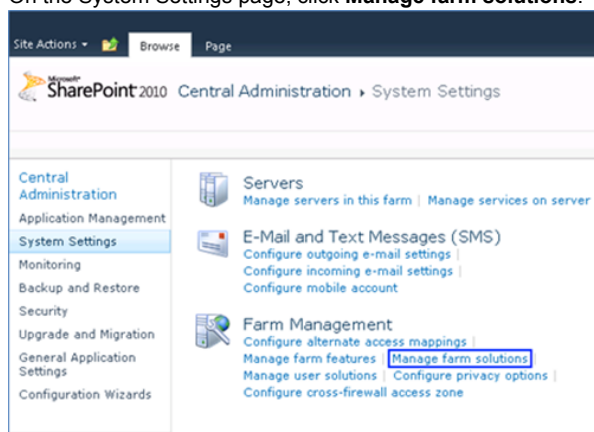 On the System Settings page, click Manage farm solutions.
Site Actions
Browse
Page
Microsoft
SharePoint 2010
Central Administration ▸ System Settings
Central
Administration
Application Management
System Settings
Monitoring
Backup and Restore
Security
Upgrade and Migration
General Application
Settings
Configuration Wizards
Servers
Manage servers in this farm | Manage services on server
E-Mail and Text Messages (SMS)
Configure outgoing e-mail settings |
Configure incoming e-mail settings |
Configure mobile account
Farm Management
Configure alternate access mappings |
Manage farm features | Manage farm solutions |
Manage user solutions | Configure privacy options |
Configure cross-firewall access zone